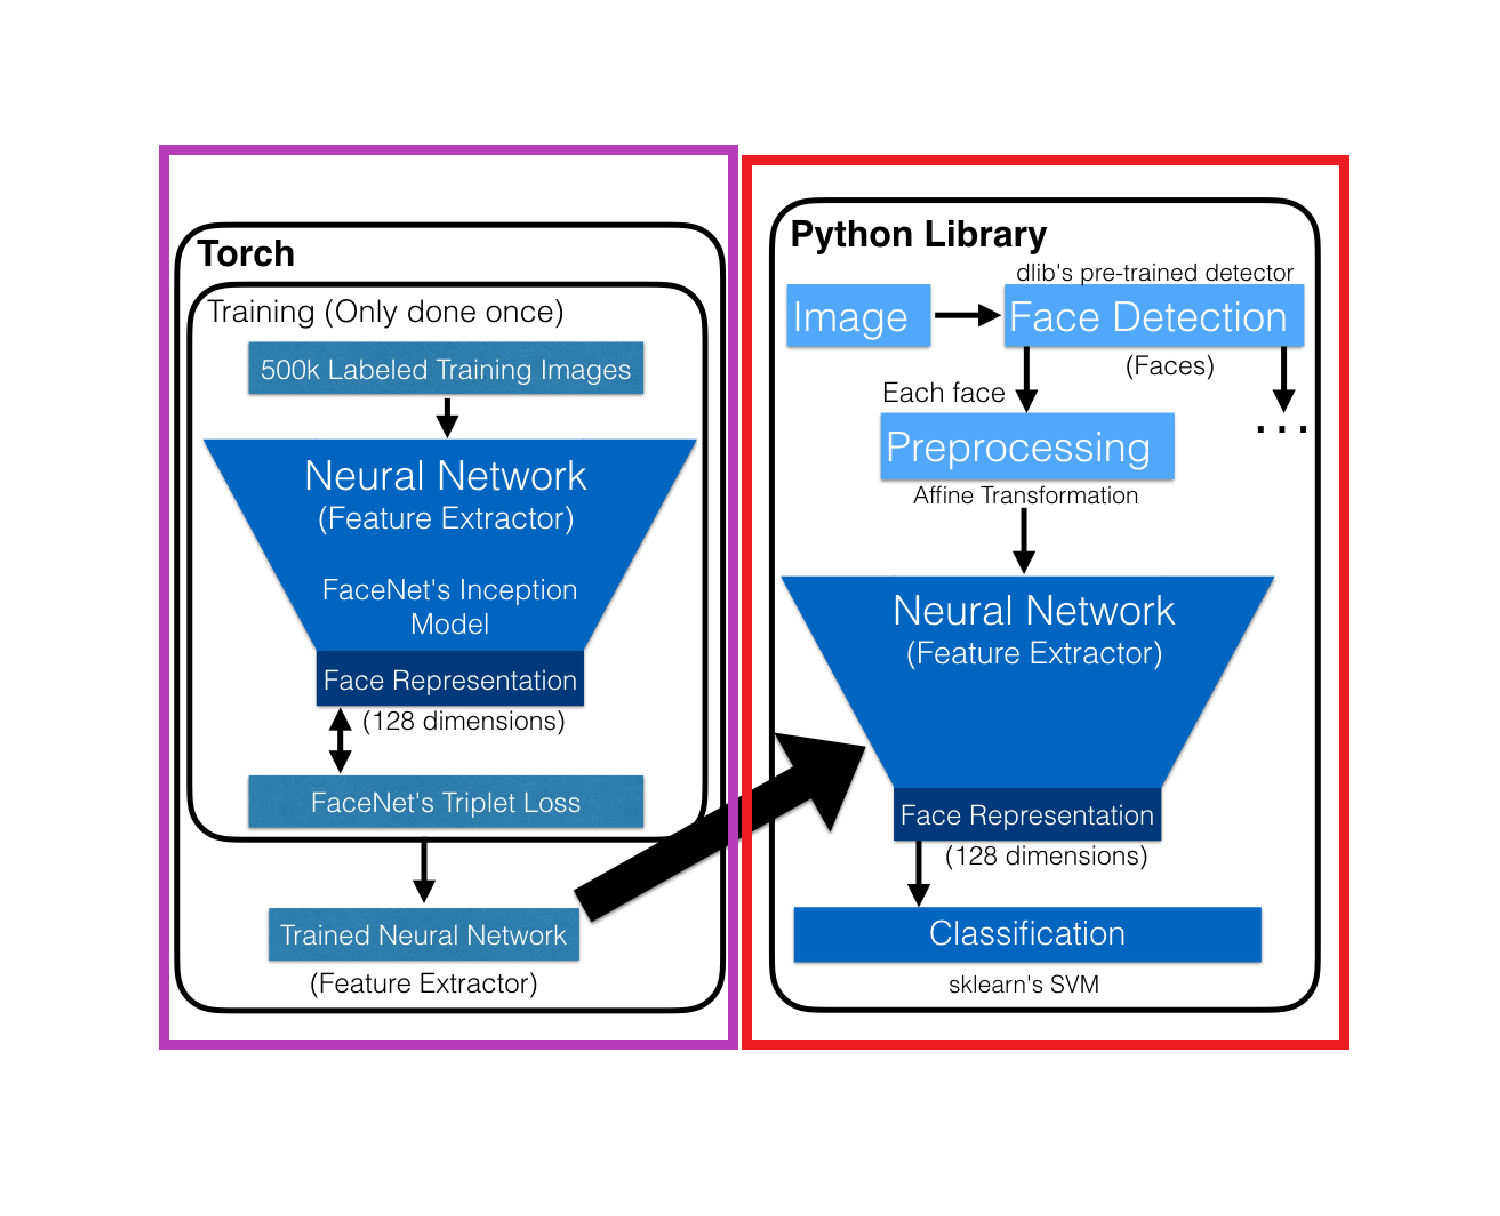 Torch
Training (Only done once)
500k Labeled Training Images
Neural Network
(Feature Extractor)
FaceNet's Inception
Model
Face Representation
(128 dimensions)
FaceNet's Triplet Loss
Trained Neural Network
(Feature Extractor)
Python Library
dlib's pre-trained detector
Image
Face Detection
(Faces)
Each face
...
Preprocessing
Affine Transformation
Neural Network
(Feature Extractor)
Face Representation
(128 dimensions)
Classification
sklearn's SVM